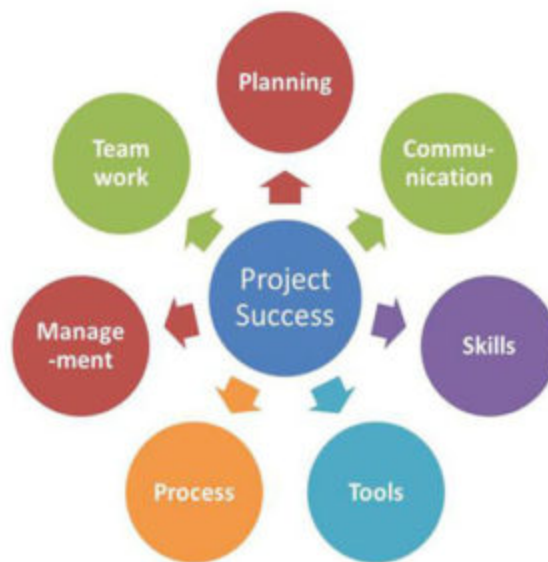 Planning
Commu-
nication
Skills
Tools
Process
Manage
-ment
Team
work
Project
Success